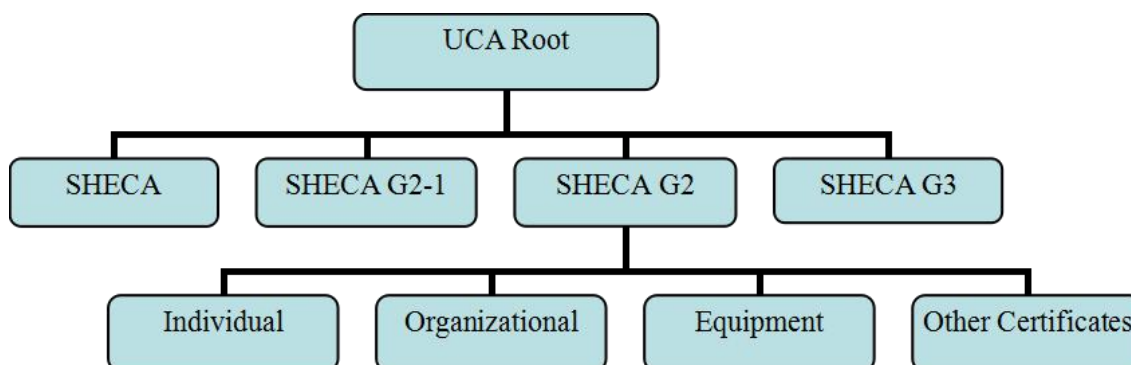 UCA Root
SHECA
SHECA G2-1
SHECA G2
SHECA G3
Individual
Organizational
Equipment
Other Certificates